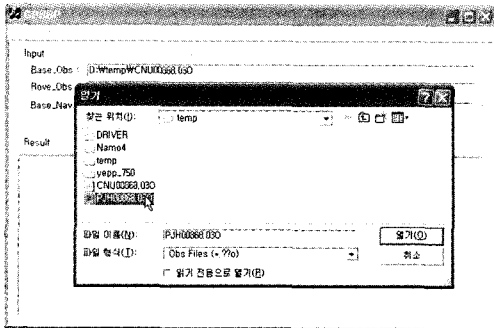 Input
Base_Obs : D:\temp\CNU00868.03O
Rove_Obs
Base_Nav
Result
열기
찾는 위치(I): temp
DRIVER
Namo4
temp
yepp_750
CNU00868.03O
PJH00868.03O
파일 이름(N): PJH00868.03O 열기(O)
파일 형식(T): Obs Files (*.??o) 취소
읽기 전용으로 열기(R)